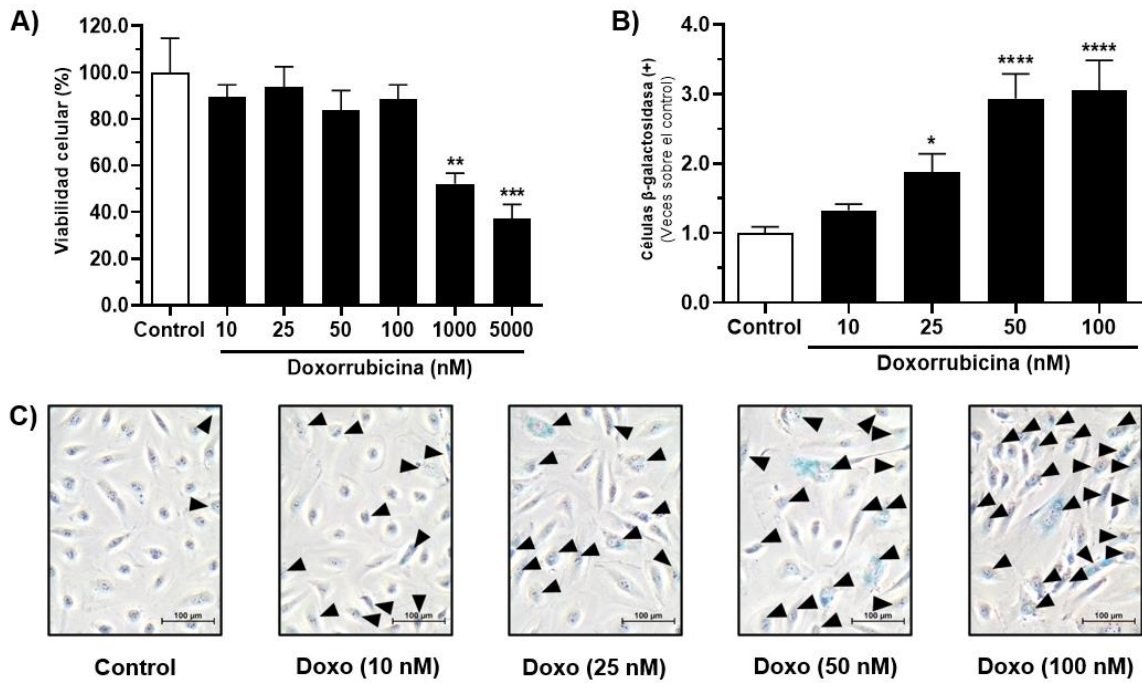 A)
Viabilidad celular (%)
120.0
100.0
80.0
60.0
40.0
20.0
0.0
**
***
Control 10 25 50 100 1000 5000
Doxorrubicina (nM)
B)
Células β-galactosidasa (+)
(Veces sobre el control)
4.0
3.0
2.0
1.0
0.0
*
****
****
Control 10 25 50 100
Doxorrubicina (nM)
C)
100 µm
100 µm
100 µm
100 µm
100 µm
Control
Doxo (10 nM)
Doxo (25 nM)
Doxo (50 nM)
Doxo (100 nM)